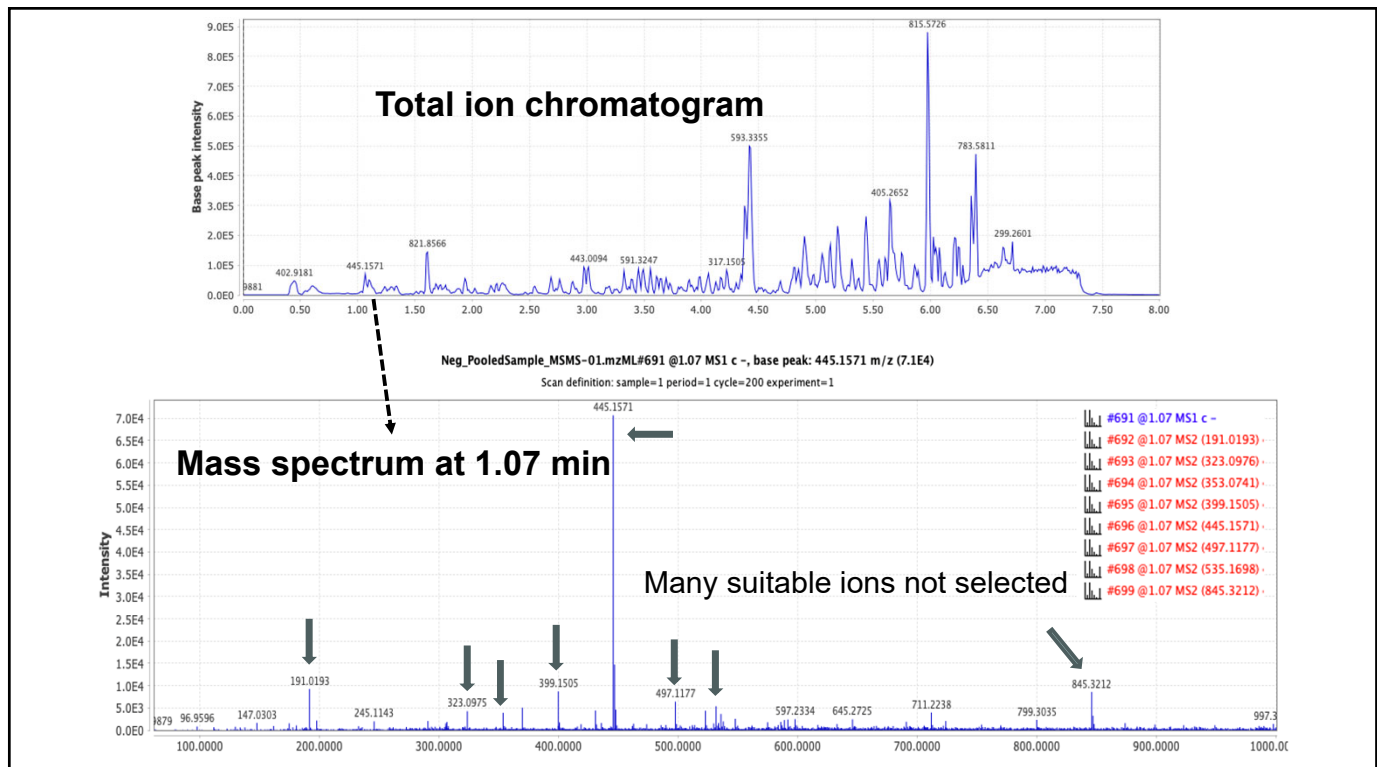 9.0E5
8.0E5
7.0E5
6.0E5
5.0E5
4.0E5
3.0E5
2.0E5
1.0E5
0.0E0
Base peak intensity
Total ion chromatogram
9881
402.9181
445.1571
821.8566
443.0094
591.3247
317.1505
593.3355
405.2652
815.5726
783.5811
299.2601
0.00 0.50 1.00 1.50 2.00 2.50 3.00 3.50 4.00 4.50 5.00 5.50 6.00 6.50 7.00 7.50 8.00
Neg_PooledSample_MSMS-01.mzML#691 @1.07 MS1 c -, base peak: 445.1571 m/z (7.1E4)
Scan definition: sample=1 period=1 cycle=200 experiment=1
7.0E4
6.5E4
6.0E4
5.5E4
5.0E4
4.5E4
4.0E4
3.5E4
3.0E4
2.5E4
2.0E4
1.5E4
1.0E4
5.0E3
0.0E0
Intensity
Mass spectrum at 1.07 min
445.1571
#691 @1.07 MS1 c -
#692 @1.07 MS2 (191.0193)
#693 @1.07 MS2 (323.0976)
#694 @1.07 MS2 (353.0741)
#695 @1.07 MS2 (399.1505)
#696 @1.07 MS2 (445.1571)
#697 @1.07 MS2 (497.1177)
#698 @1.07 MS2 (535.1698)
#699 @1.07 MS2 (845.3212)
Many suitable ions not selected
9879
96.9596
147.0303
191.0193
245.1143
323.0975
399.1505
497.1177
597.2334
645.2725
711.2238
799.3035
845.3212
997.3
100.0000 200.0000 300.0000 400.0000 500.0000 600.0000 700.0000 800.0000 900.0000 1000.0